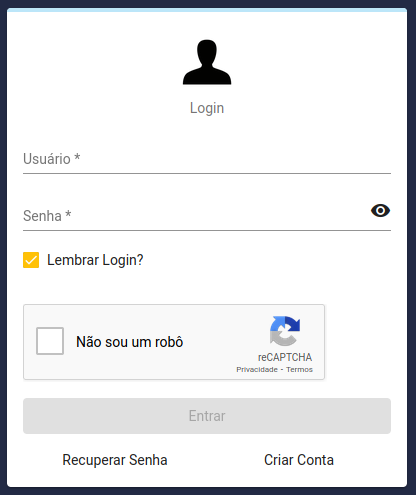 Login
Usuário *
Senha *
Lembrar Login?
Não sou um robô
reCAPTCHA
Privacidade - Termos
Entrar
Recuperar Senha
Criar Conta